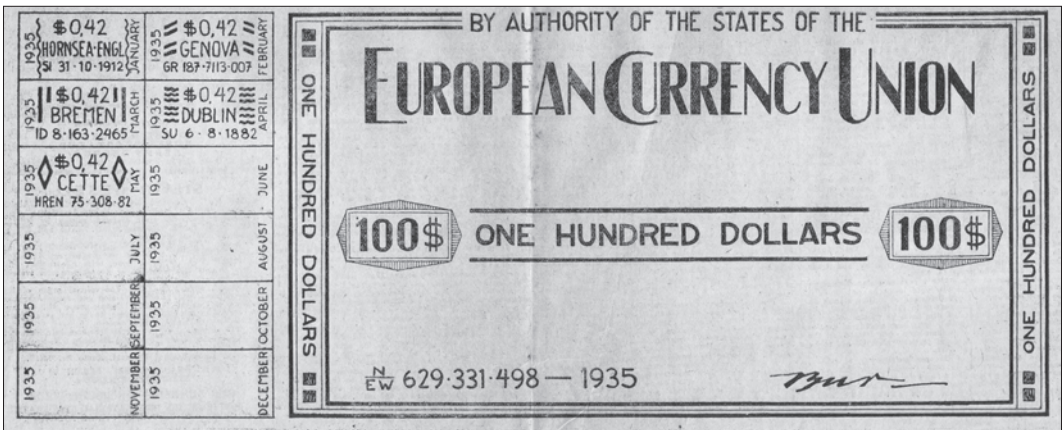 $0,42
HORNSEA·ENGL
SI 31·10·1912
1935
JANUARY
$0,42
GENOVA
GR 187·7113·007
1935
FEBRUARY
$0,42
BREMEN
ID 8·163·2465
1935
MARCH
$0,42
DUBLIN
SU 6·8·1882
1935
APRIL
$0,42
CETTE
HREN 75·308·82
1935
MAY
1935
JUNE
1935
JULY
1935
AUGUST
1935
SEPTEMBER
1935
OCTOBER
1935
NOVEMBER
1935
DECEMBER
ONE HUNDRED DOLLARS
BY AUTHORITY OF THE STATES OF THE
EUROPEAN CURRENCY UNION
100$ ONE HUNDRED DOLLARS 100$
NEW 629·331·498 — 1935
ONE HUNDRED DOLLARS